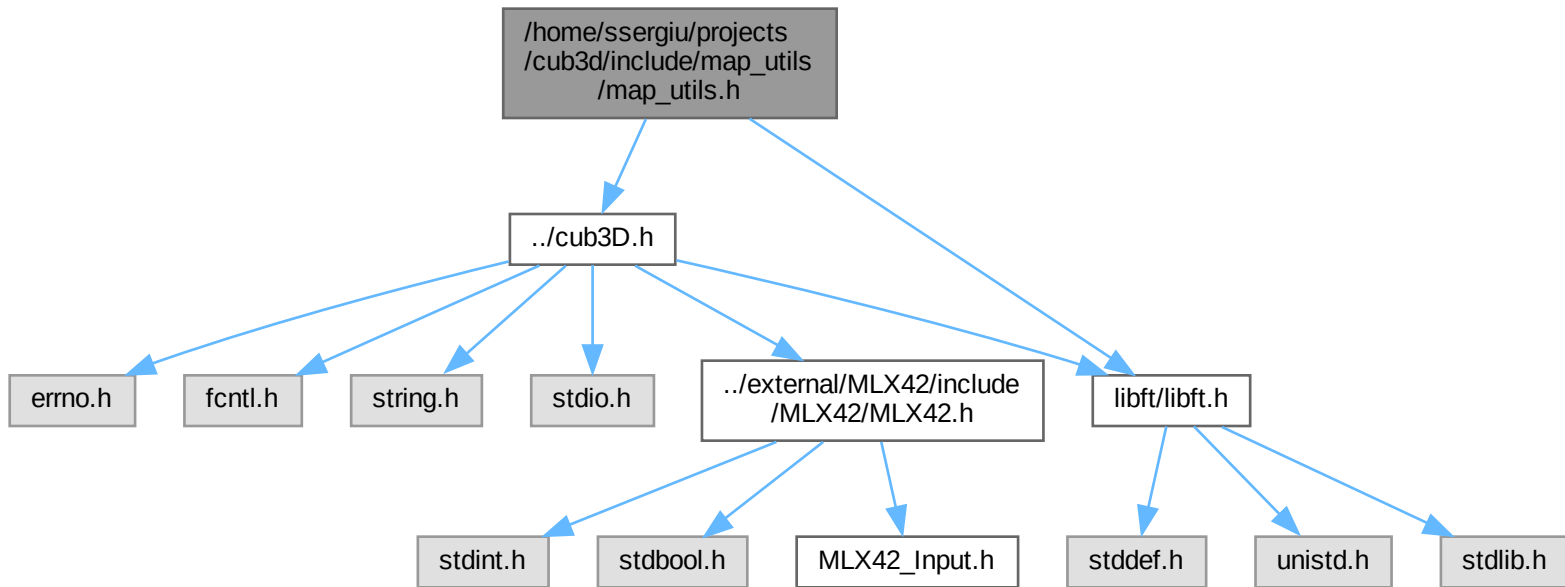 /home/ssergiu/projects
/cub3d/include/map_utils
/map_utils.h
../cub3D.h
errno.h
fcntl.h
string.h
stdio.h
../external/MLX42/include
/MLX42/MLX42.h
libft/libft.h
stdint.h
stdbool.h
MLX42_Input.h
stddef.h
unistd.h
stdlib.h